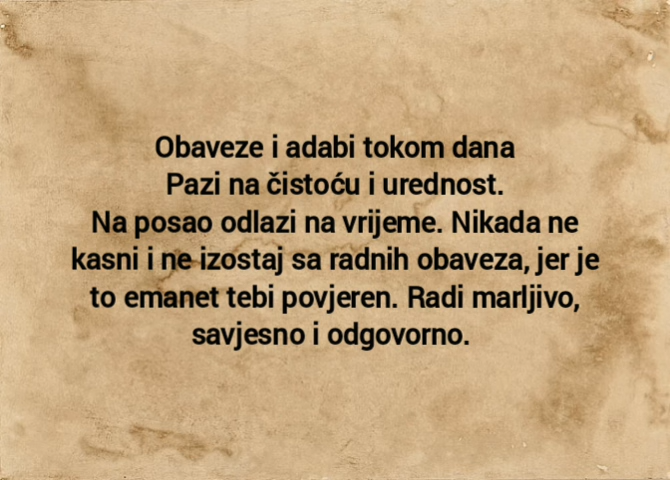 Obaveze i adabi tokom dana
Pazi na čistoću i urednost.
Na posao odlazi na vrijeme. Nikada ne
kasni i ne izostaj sa radnih obaveza, jer je
to emanet tebi povjeren. Radi marljivo,
savjesno i odgovorno.